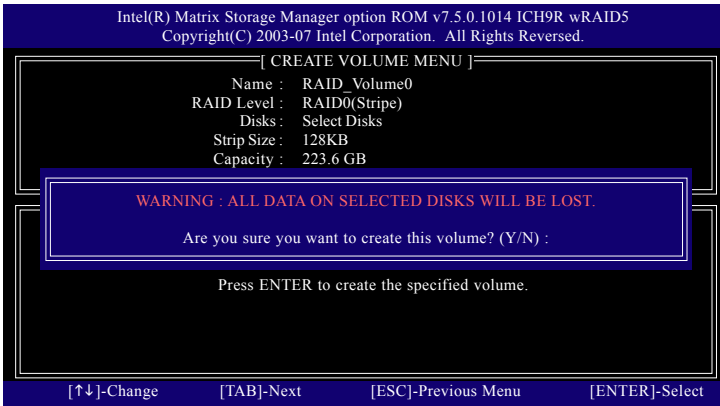 Intel(R) Matrix Storage Manager option ROM v7.5.0.1014 ICH9R wRAID5
Copyright(C) 2003-07 Intel Corporation. All Rights Reversed.
[ CREATE VOLUME MENU ]
Name : RAID_Volume0
RAID Level : RAID0(Stripe)
Disks : Select Disks
Strip Size : 128KB
Capacity : 223.6 GB
WARNING : ALL DATA ON SELECTED DISKS WILL BE LOST.
Are you sure you want to create this volume? (Y/N) :
Press ENTER to create the specified volume.
[↑↓]-Change [TAB]-Next [ESC]-Previous Menu [ENTER]-Select